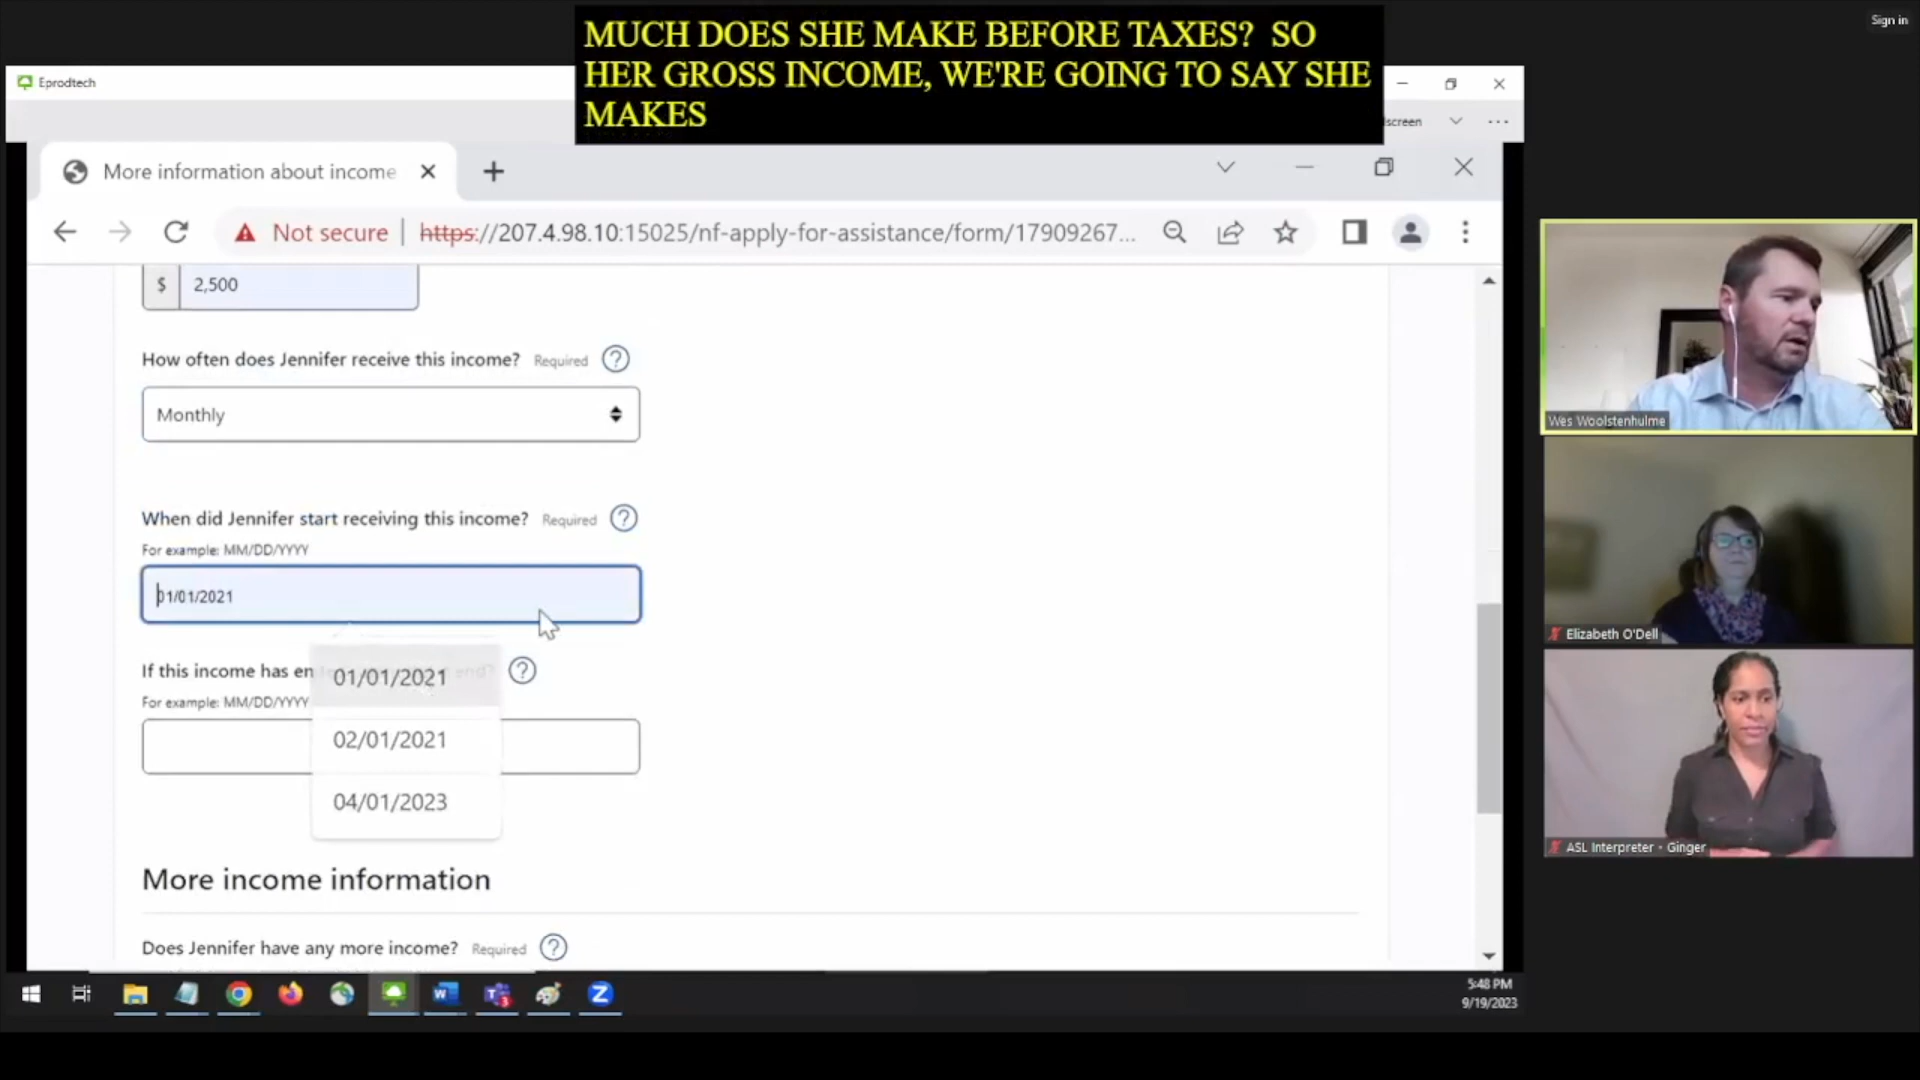 MUCH DOES SHE MAKE BEFORE TAXES?  SO
HER GROSS INCOME, WE'RE GOING TO SAY SHE
MAKES
Sign in
Eprodtech
lscreen
More information about income
Not secure
https://207.4.98.10:15025/nf-apply-for-assistance/form/17909267...
$ 2,500
How often does Jennifer receive this income? Required
Monthly
When did Jennifer start receiving this income? Required
For example: MM/DD/YYYY
01/01/2021
If this income has en
end?
For example: MM/DD/YYYY
01/01/2021
02/01/2021
04/01/2023
More income information
Does Jennifer have any more income? Required
5:48 PM
9/19/2023
Wes Woolstenhulme
Elizabeth O'Dell
ASL Interpreter - Ginger